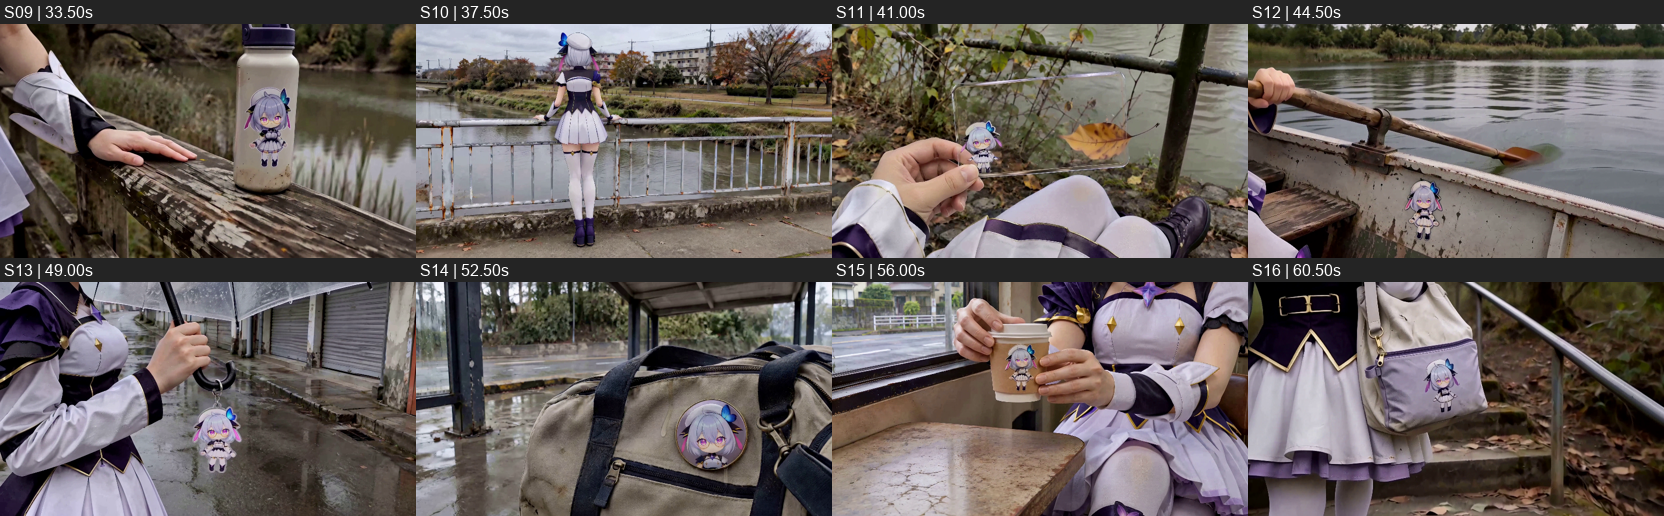 S09 | 33.50s
S10 | 37.50s
S11 | 41.00s
S12 | 44.50s
S13 | 49.00s
S14 | 52.50s
S15 | 56.00s
S16 | 60.50s